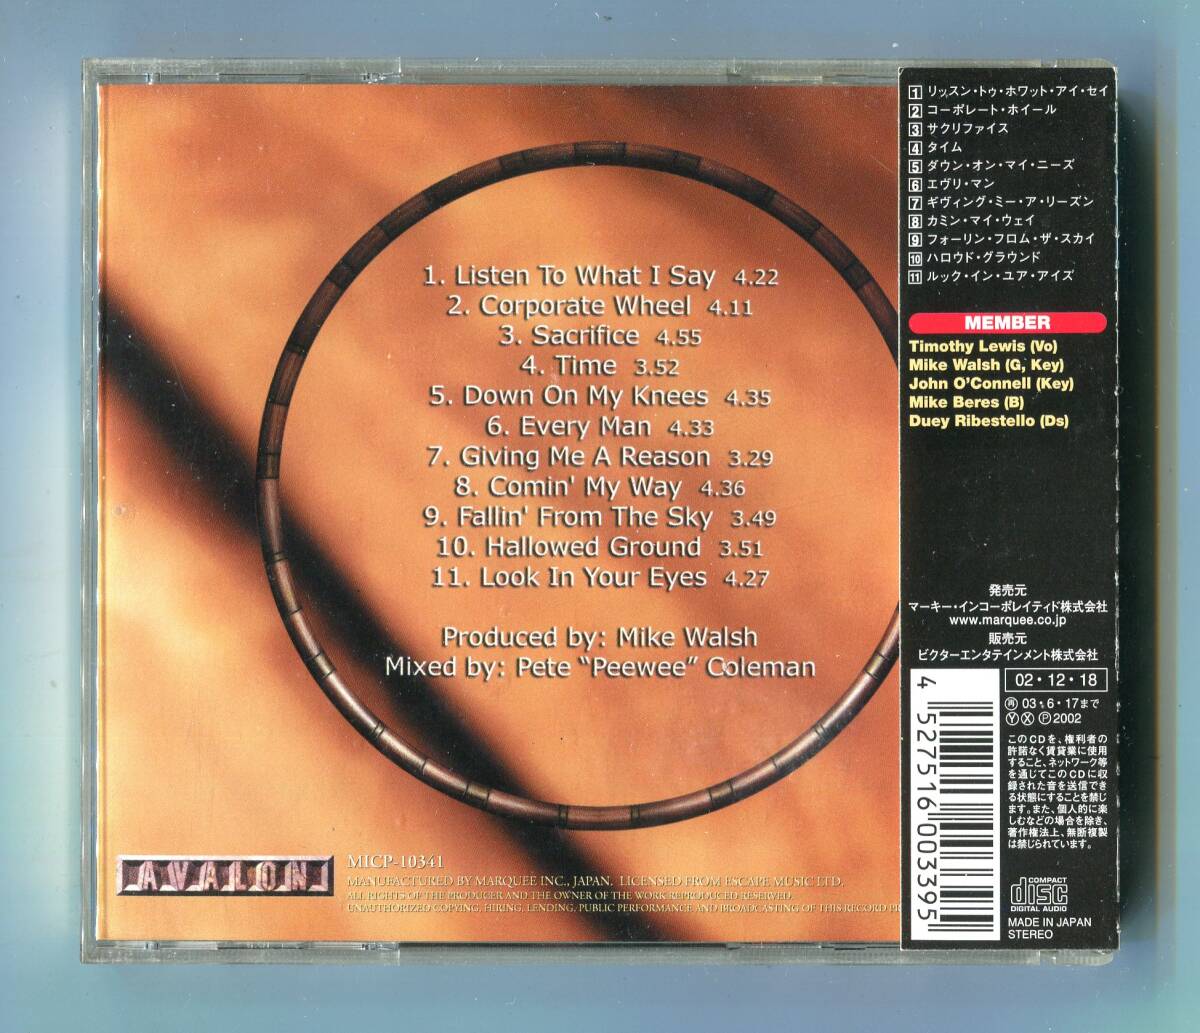 1. Listen To What I Say 4.22
2. Corporate Wheel 4.11
3. Sacrifice 4.55
4. Time 3.52
5. Down On My Knees 4.35
6. Every Man 4.33
7. Giving Me A Reason 3.29
8. Comin' My Way 4.36
9. Fallin' From The Sky 3.49
10. Hallowed Ground 3.51
11. Look In Your Eyes 4.27
Produced by: Mike Walsh
Mixed by: Pete “Peewee” Coleman
AVALON
MICP-10341
MANUFACTURED BY MARQUEE INC., JAPAN. LICENSED FROM ESCAPE MUSIC LTD.
ALL RIGHTS OF THE PRODUCER AND THE OWNER OF THE WORK REPRODUCED RESERVED.
UNAUTHORIZED COPYING, HIRING, LENDING, PUBLIC PERFORMANCE AND BROADCASTING OF THIS RECORD PR
1 リッスン・トゥ・ホワット・アイ・セイ
2 コーポレート・ホイール
3 サクリファイス
4 タイム
5 ダウン・オン・マイ・ニーズ
6 エヴリ・マン
7 ギヴィング・ミー・ア・リーズン
8 カミン・マイ・ウェイ
9 フォーリン・フロム・ザ・スカイ
10 ハロウド・グラウンド
11 ルック・イン・ユア・アイズ
MEMBER
Timothy Lewis (Vo)
Mike Walsh (G, Key)
John O'Connell (Key)
Mike Beres (B)
Duey Ribestello (Ds)
発売元
マーキー・インコーポレイティド株式会社
www.marquee.co.jp
販売元
ビクターエンタテインメント株式会社
4 527516 003395
02・12・18
再 03・6・17まで
Ⓨ Ⓧ Ⓟ2002
このCDを、権利者の
許諾なく賃貸業に使用
すること、ネットワーク等
を通じてこのCDに収
録された音を送信でき
る状態にすることを禁じ
ます。また、個人的に楽
しむなどの場合を除き、
著作権法上、無断複製
は禁じられています。
COMPACT
disc
DIGITAL AUDIO
MADE IN JAPAN
STEREO